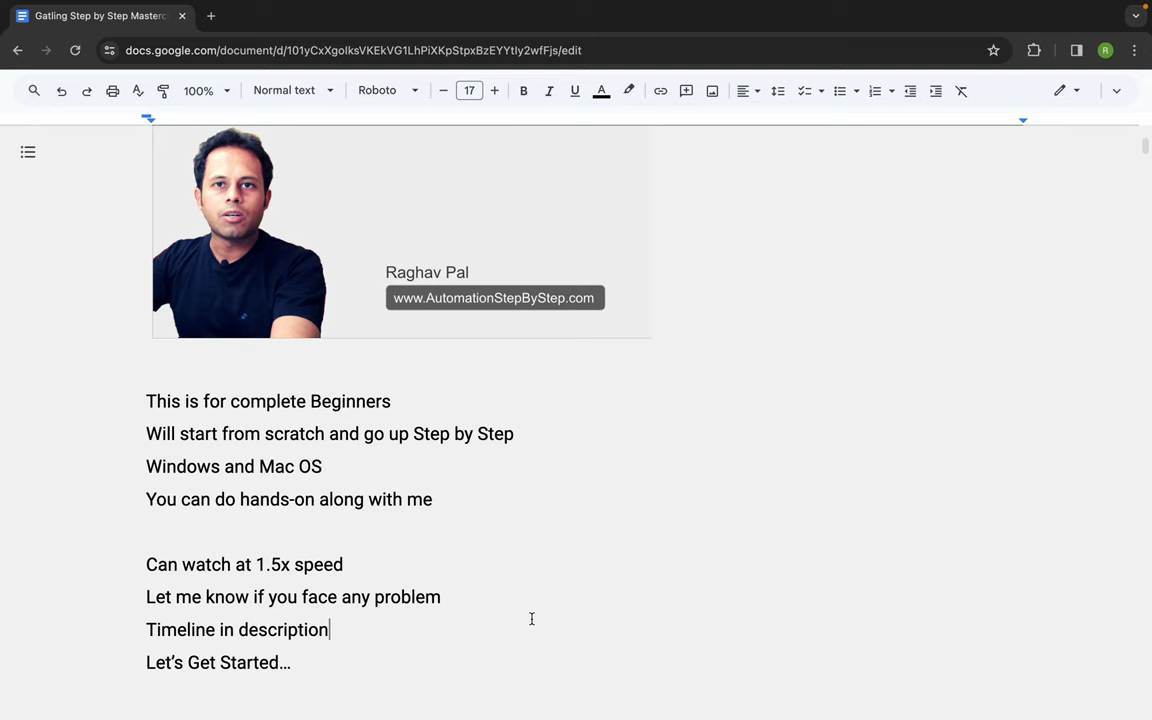 Gatling Step by Step Masterc
docs.google.com/document/d/101yCxXgolksVKEkVG1LhPiXKpStpxBzEYYtly2wfFjs/edit
R
100%
Normal text
Roboto
17
B
I
U
A
Raghav Pal
www.AutomationStepByStep.com
This is for complete Beginners
Will start from scratch and go up Step by Step
Windows and Mac OS
You can do hands-on along with me
Can watch at 1.5x speed
Let me know if you face any problem
Timeline in description
Let’s Get Started…